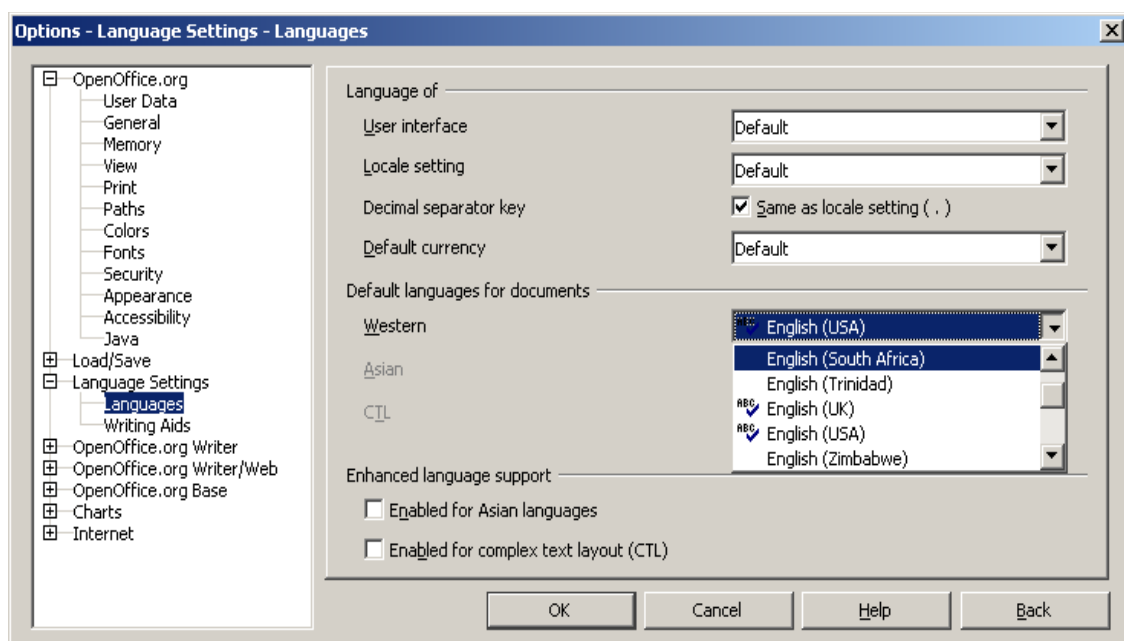 Options - Language Settings - Languages
OpenOffice.org
User Data
General
Memory
View
Print
Paths
Colors
Fonts
Security
Appearance
Accessibility
Java
Load/Save
Language Settings
Languages
Writing Aids
OpenOffice.org Writer
OpenOffice.org Writer/Web
OpenOffice.org Base
Charts
Internet
Language of
User interface
Default
Locale setting
Default
Decimal separator key
Same as locale setting ( . )
Default currency
Default
Default languages for documents
Western
ABC English (USA)
Asian
CTL
English (South Africa)
English (Trinidad)
ABC English (UK)
ABC English (USA)
English (Zimbabwe)
Enhanced language support
Enabled for Asian languages
Enabled for complex text layout (CTL)
OK
Cancel
Help
Back